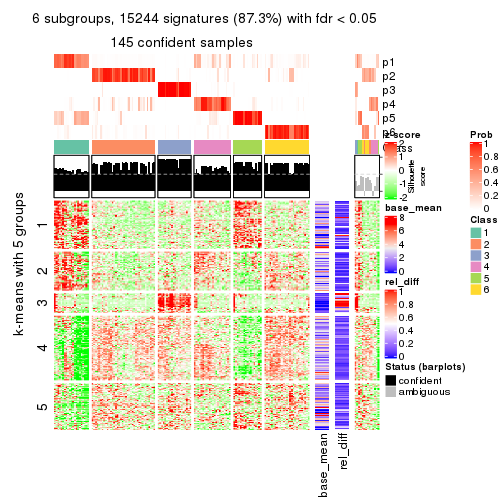 6 subgroups, 15244 signatures (87.3%) with fdr < 0.05
145 confident samples
p1
p2
p3
p4
p5
p6
Class
Silhouette
score
k-means with 5 groups
1
2
3
4
5
base_mean
rel_diff
z-score
2
1
0
-1
-2
base_mean
8
6
4
2
0
rel_diff
1
0.8
0.6
0.4
0.2
0
Status (barplots)
confident
ambiguous
Prob
1
0.8
0.6
0.4
0.2
0
Class
1
2
3
4
5
6